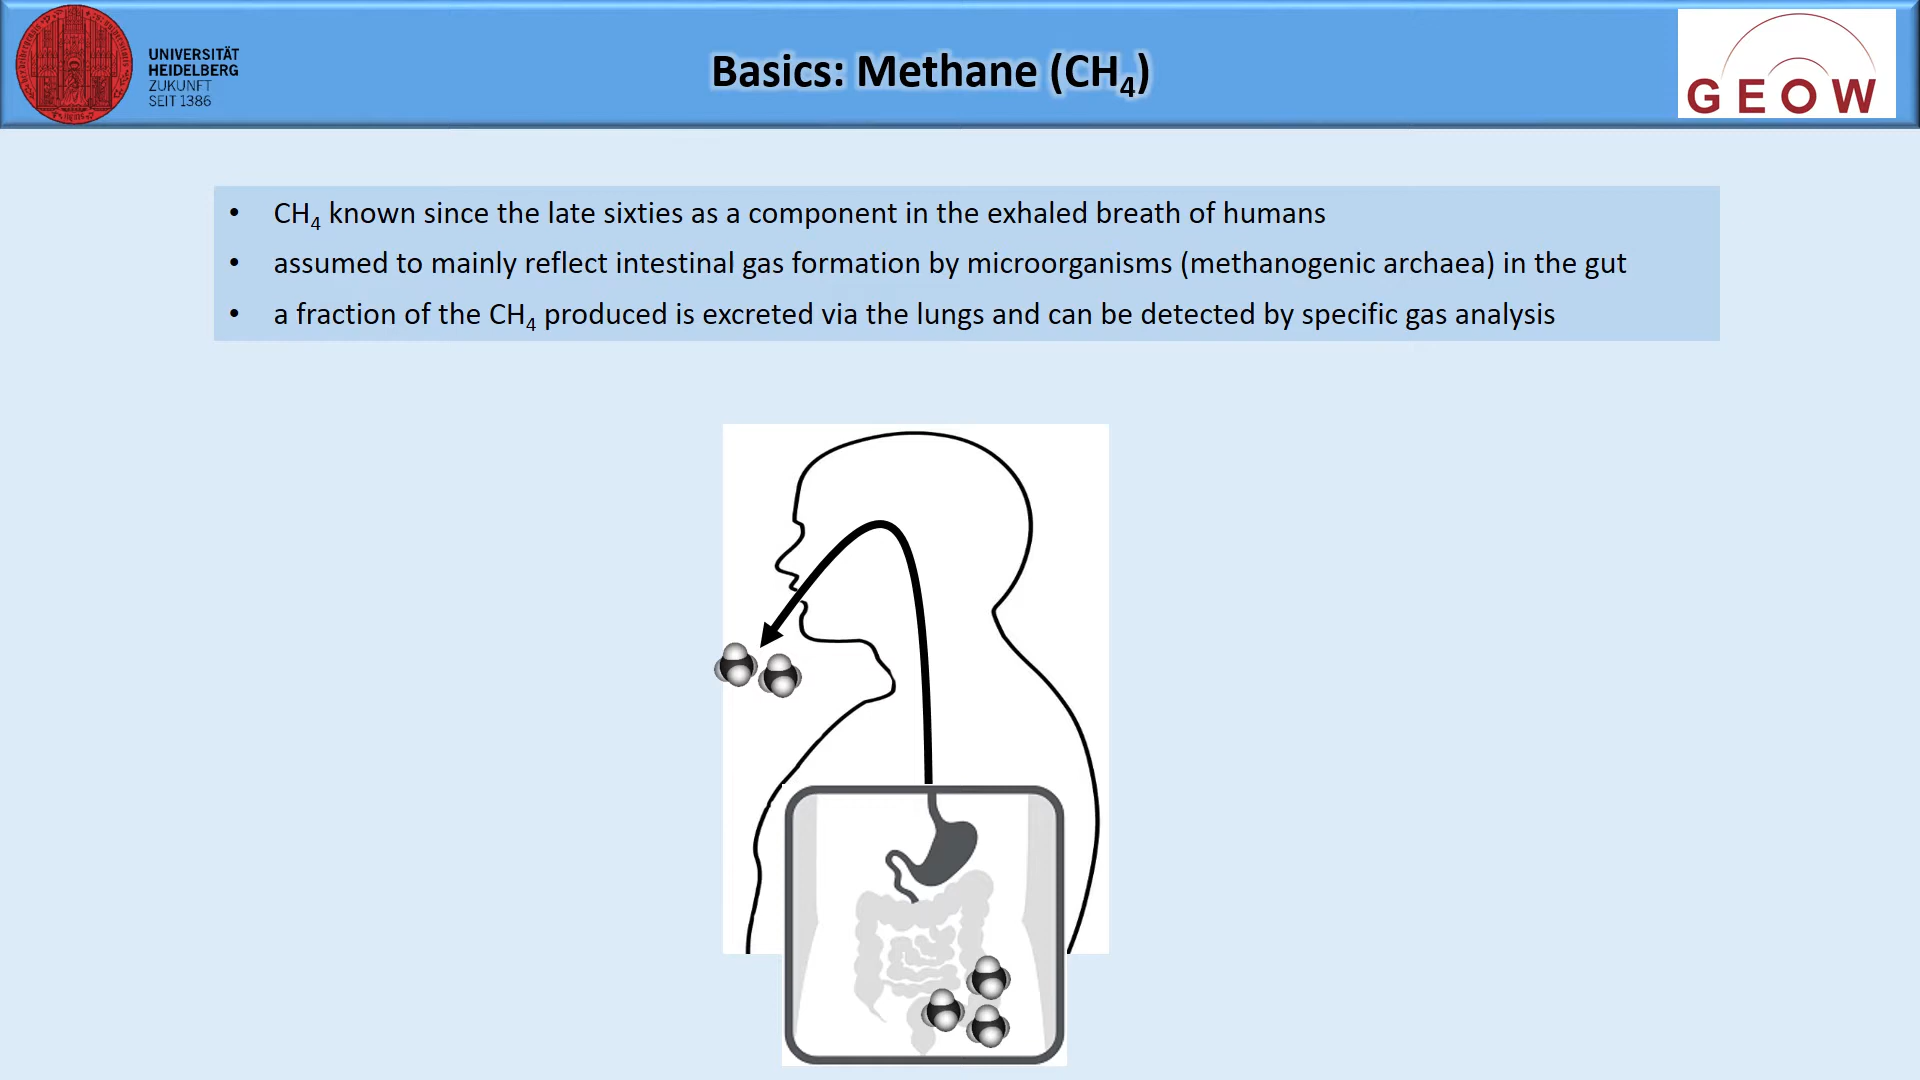 UNIVERSITÄT
HEIDELBERG
ZUKUNFT
SEIT 1386
Basics: Methane (CH₄)
GEOW
• CH₄ known since the late sixties as a component in the exhaled breath of humans
• assumed to mainly reflect intestinal gas formation by microorganisms (methanogenic archaea) in the gut
• a fraction of the CH₄ produced is excreted via the lungs and can be detected by specific gas analysis